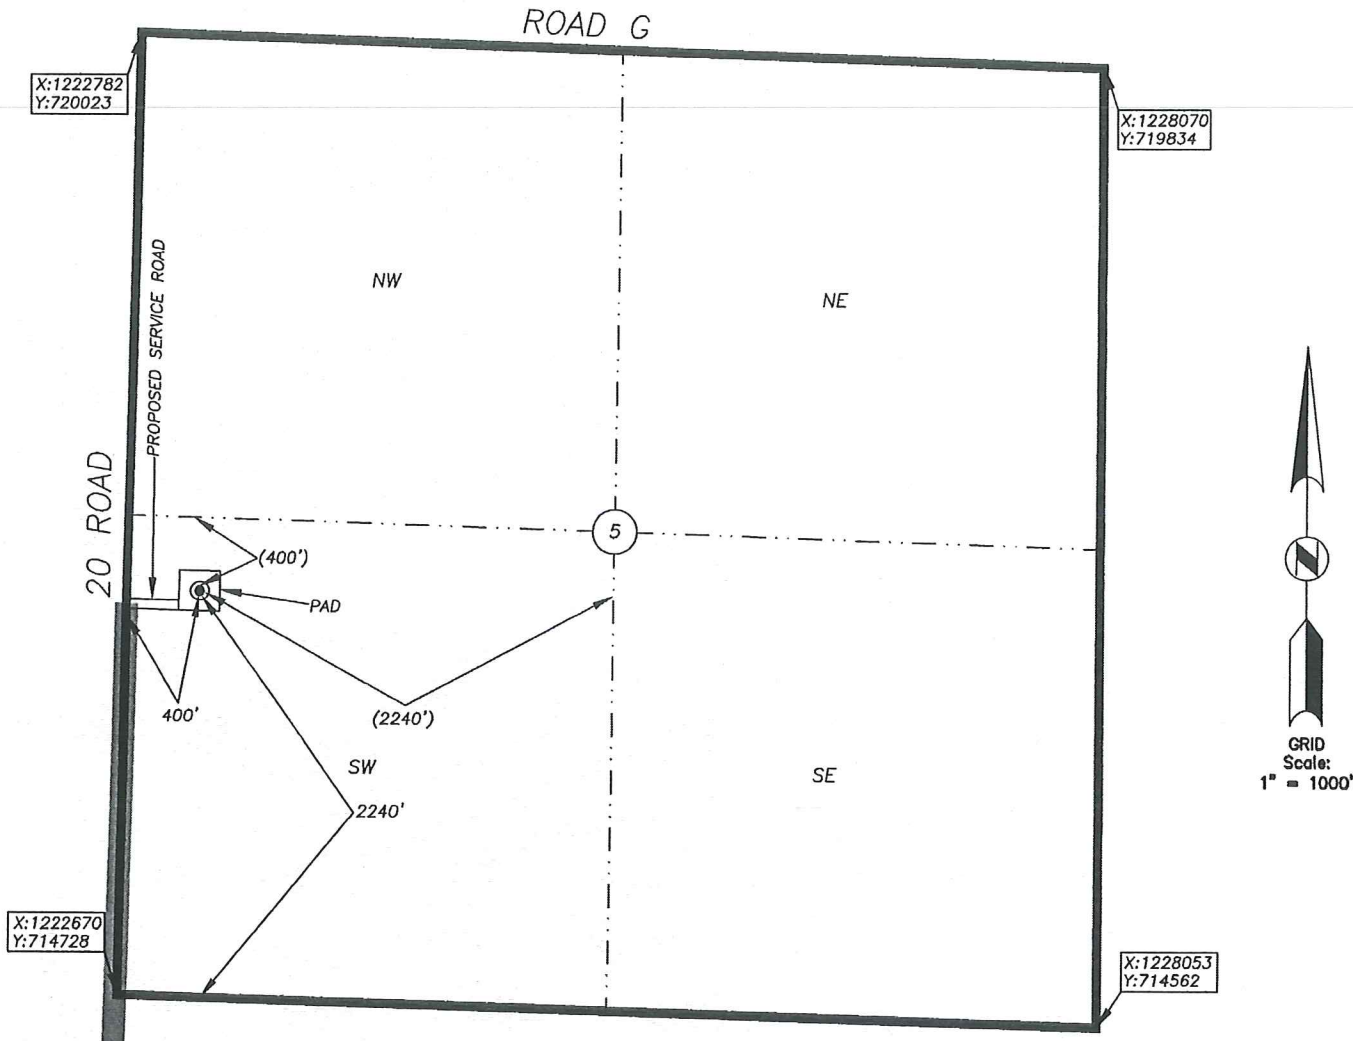 ROAD G
X:1222782
Y:720023
X:1228070
Y:719834
PROPOSED SERVICE ROAD
NW
NE
20 ROAD
5
(400')
PAD
400'
(2240')
SW
2240'
SE
N
GRID
Scale:
1" = 1000'
X:1222670
Y:714728
X:1228053
Y:714562